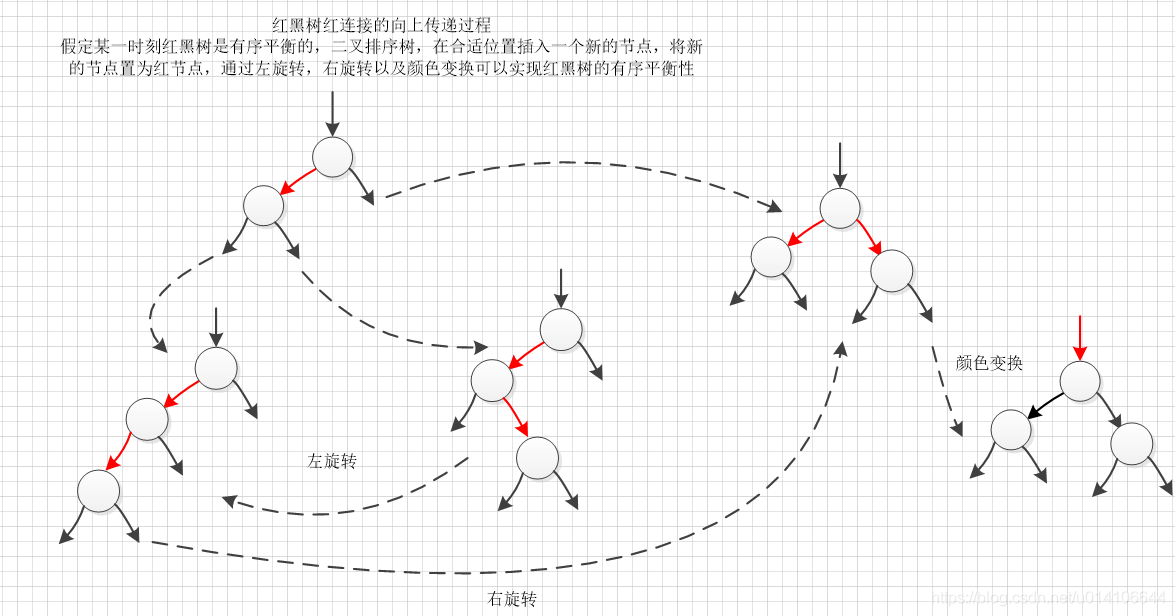 红黑树红连接的向上传递过程
假定某一时刻红黑树是有序平衡的，二叉排序树，在合适位置插入一个新的节点，将新
的节点置为红节点，通过左旋转，右旋转以及颜色变换可以实现红黑树的有序平衡性
颜色变换
左旋转
右旋转
https://blog.csdn.net/u014106644